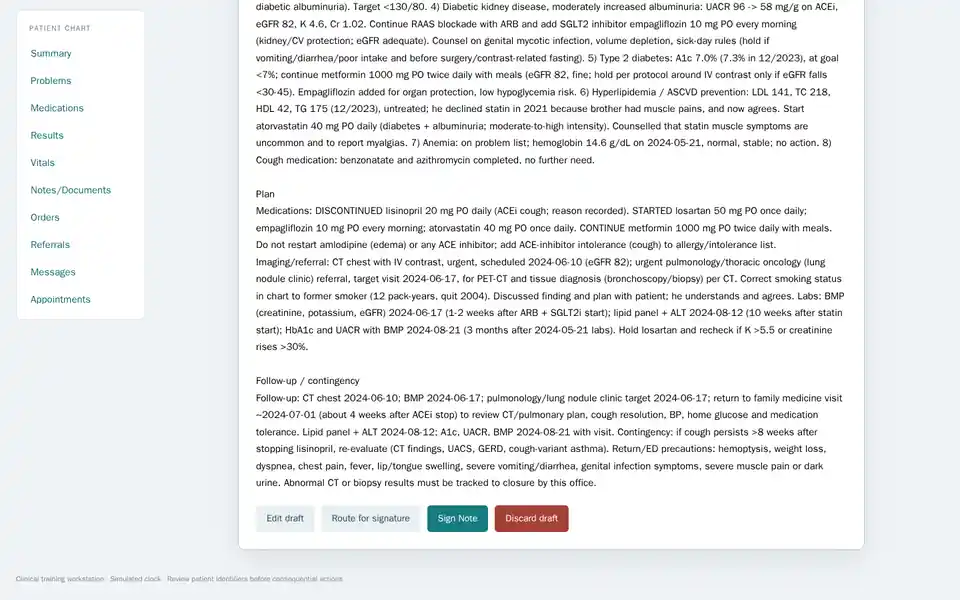 PATIENT CHART
Summary
Problems
Medications
Results
Vitals
Notes/Documents
Orders
Referrals
Messages
Appointments
diabetic albuminuria). Target <130/80. 4) Diabetic kidney disease, moderately increased albuminuria: UACR 96 -> 58 mg/g on ACEi,
eGFR 82, K 4.6, Cr 1.02. Continue RAAS blockade with ARB and add SGLT2 inhibitor empagliflozin 10 mg PO every morning
(kidney/CV protection; eGFR adequate). Counsel on genital mycotic infection, volume depletion, sick-day rules (hold if
vomiting/diarrhea/poor intake and before surgery/contrast-related fasting). 5) Type 2 diabetes: A1c 7.0% (7.3% in 12/2023), at goal
<7%; continue metformin 1000 mg PO twice daily with meals (eGFR 82, fine; hold per protocol around IV contrast only if eGFR falls
<30-45). Empagliflozin added for organ protection, low hypoglycemia risk. 6) Hyperlipidemia / ASCVD prevention: LDL 141, TC 218,
HDL 42, TG 175 (12/2023), untreated; he declined statin in 2021 because brother had muscle pains, and now agrees. Start
atorvastatin 40 mg PO daily (diabetes + albuminuria; moderate-to-high intensity). Counselled that statin muscle symptoms are
uncommon and to report myalgias. 7) Anemia: on problem list; hemoglobin 14.6 g/dL on 2024-05-21, normal, stable; no action. 8)
Cough medication: benzonatate and azithromycin completed, no further need.
Plan
Medications: DISCONTINUED lisinopril 20 mg PO daily (ACEi cough; reason recorded). STARTED losartan 50 mg PO once daily;
empagliflozin 10 mg PO every morning; atorvastatin 40 mg PO once daily. CONTINUE metformin 1000 mg PO twice daily with meals.
Do not restart amlodipine (edema) or any ACE inhibitor; add ACE-inhibitor intolerance (cough) to allergy/intolerance list.
Imaging/referral: CT chest with IV contrast, urgent, scheduled 2024-06-10 (eGFR 82); urgent pulmonology/thoracic oncology (lung
nodule clinic) referral, target visit 2024-06-17, for PET-CT and tissue diagnosis (bronchoscopy/biopsy) per CT. Correct smoking status
in chart to former smoker (12 pack-years, quit 2004). Discussed finding and plan with patient; he understands and agrees. Labs: BMP
(creatinine, potassium, eGFR) 2024-06-17 (1-2 weeks after ARB + SGLT2i start); lipid panel + ALT 2024-08-12 (10 weeks after statin
start); HbA1c and UACR with BMP 2024-08-21 (3 months after 2024-05-21 labs). Hold losartan and recheck if K >5.5 or creatinine
rises >30%.
Follow-up / contingency
Follow-up: CT chest 2024-06-10; BMP 2024-06-17; pulmonology/lung nodule clinic target 2024-06-17; return to family medicine visit
~2024-07-01 (about 4 weeks after ACEi stop) to review CT/pulmonary plan, cough resolution, BP, home glucose and medication
tolerance. Lipid panel + ALT 2024-08-12; A1c, UACR, BMP 2024-08-21 with visit. Contingency: if cough persists >8 weeks after
stopping lisinopril, re-evaluate (CT findings, UACS, GERD, cough-variant asthma). Return/ED precautions: hemoptysis, weight loss,
dyspnea, chest pain, fever, lip/tongue swelling, severe vomiting/diarrhea, genital infection symptoms, severe muscle pain or dark
urine. Abnormal CT or biopsy results must be tracked to closure by this office.
Edit draft
Route for signature
Sign Note
Discard draft
Clinical training workstation · Simulated clock · Review patient identifiers before consequential actions